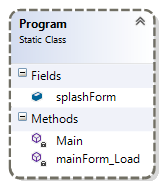 Program
Static Class
Fields
splashForm
Methods
Main
mainForm_Load